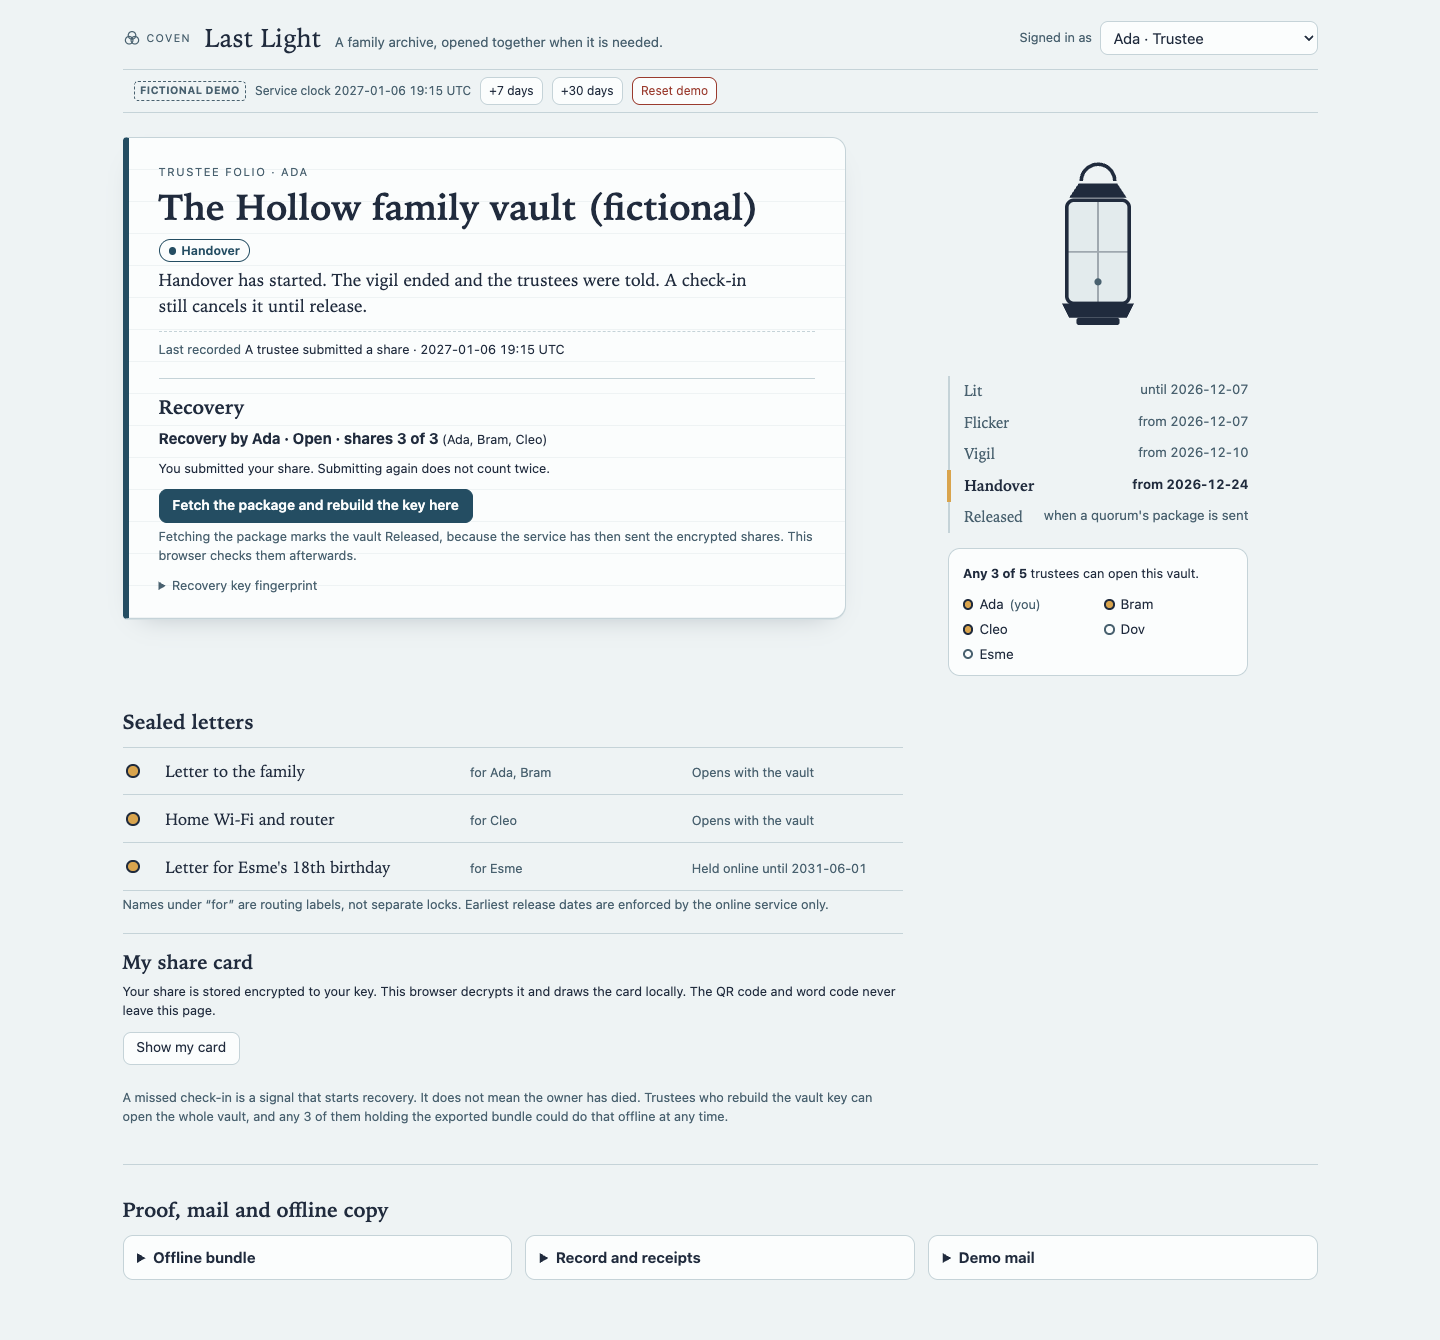 COVEN
Last Light
A family archive, opened together when it is needed.
Signed in as
Ada · Trustee
FICTIONAL DEMO
Service clock 2027-01-06 19:15 UTC
+7 days
+30 days
Reset demo
TRUSTEE FOLIO · ADA
The Hollow family vault (fictional)
Handover
Handover has started. The vigil ended and the trustees were told. A check-in
still cancels it until release.
Last recorded A trustee submitted a share · 2027-01-06 19:15 UTC
Recovery
Recovery by Ada · Open · shares 3 of 3 (Ada, Bram, Cleo)
You submitted your share. Submitting again does not count twice.
Fetch the package and rebuild the key here
Fetching the package marks the vault Released, because the service has then sent the encrypted shares. This
browser checks them afterwards.
Recovery key fingerprint
Lit until 2026-12-07
Flicker from 2026-12-07
Vigil from 2026-12-10
Handover from 2026-12-24
Released when a quorum's package is sent
Any 3 of 5 trustees can open this vault.
Ada (you) Bram
Cleo Dov
Esme
Sealed letters
Letter to the family for Ada, Bram Opens with the vault
Home Wi-Fi and router for Cleo Opens with the vault
Letter for Esme's 18th birthday for Esme Held online until 2031-06-01
Names under “for” are routing labels, not separate locks. Earliest release dates are enforced by the online service only.
My share card
Your share is stored encrypted to your key. This browser decrypts it and draws the card locally. The QR code and word code never
leave this page.
Show my card
A missed check-in is a signal that starts recovery. It does not mean the owner has died. Trustees who rebuild the vault key can
open the whole vault, and any 3 of them holding the exported bundle could do that offline at any time.
Proof, mail and offline copy
Offline bundle
Record and receipts
Demo mail